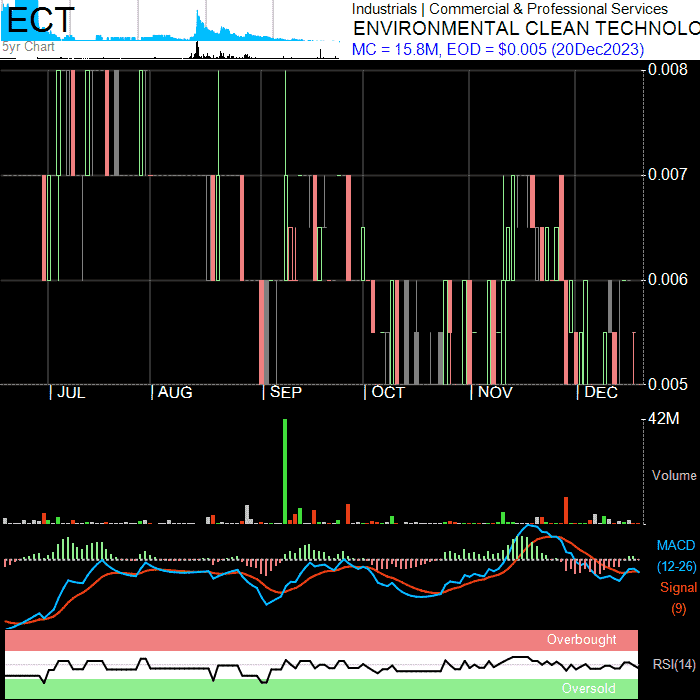 ECT
5yr Chart
Industrials | Commercial & Professional Services
ENVIRONMENTAL CLEAN TECHNOLO
MC = 15.8M, EOD = $0.005 (20Dec2023)
0.008
0.007
0.006
0.005
JUL AUG SEP OCT NOV DEC
42M
Volume
MACD
(12-26)
Signal
(9)
Overbought
RSI(14)
Oversold